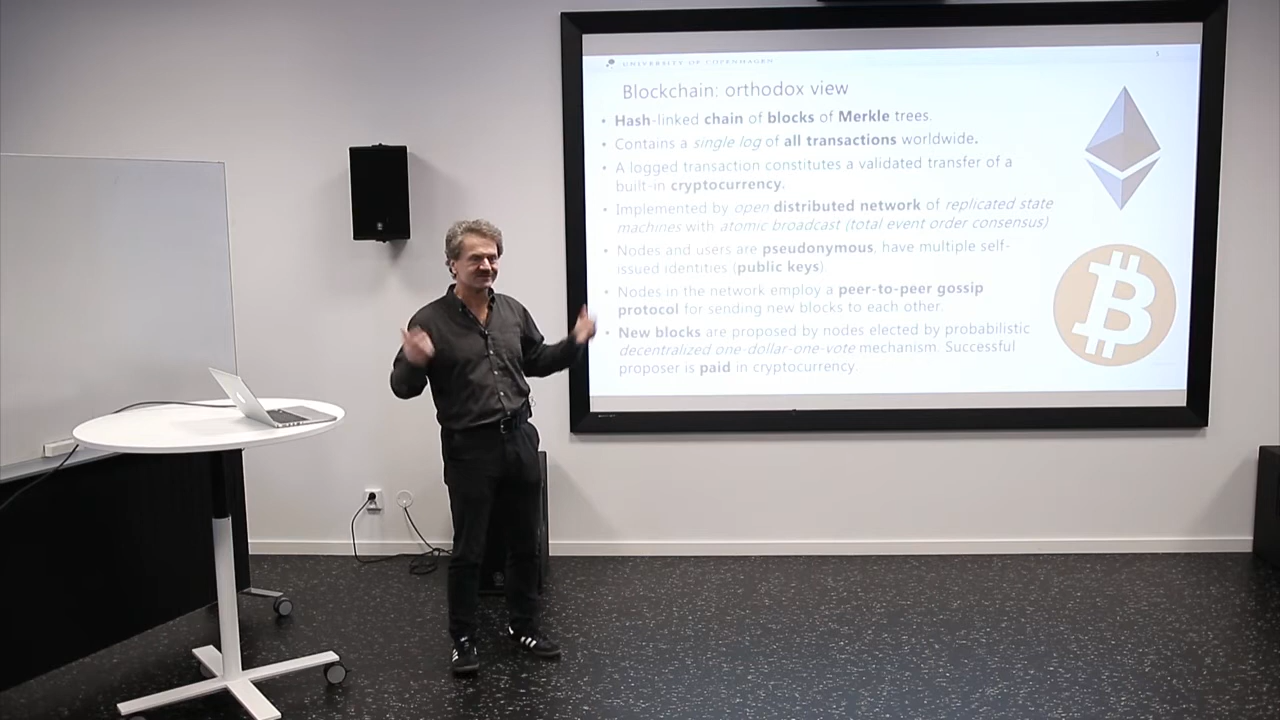 UNIVERSITY OF COPENHAGEN
Blockchain: orthodox view
• Hash-linked chain of blocks of Merkle trees.
• Contains a single log of all transactions worldwide.
• A logged transaction constitutes a validated transfer of a
built-in cryptocurrency.
• Implemented by open distributed network of replicated state
machines with atomic broadcast (total event order consensus)
• Nodes and users are pseudonymous, have multiple self-
issued identities (public keys).
• Nodes in the network employ a peer-to-peer gossip
protocol for sending new blocks to each other.
• New blocks are proposed by nodes elected by probabilistic
decentralized one-dollar-one-vote mechanism. Successful
proposer is paid in cryptocurrency.